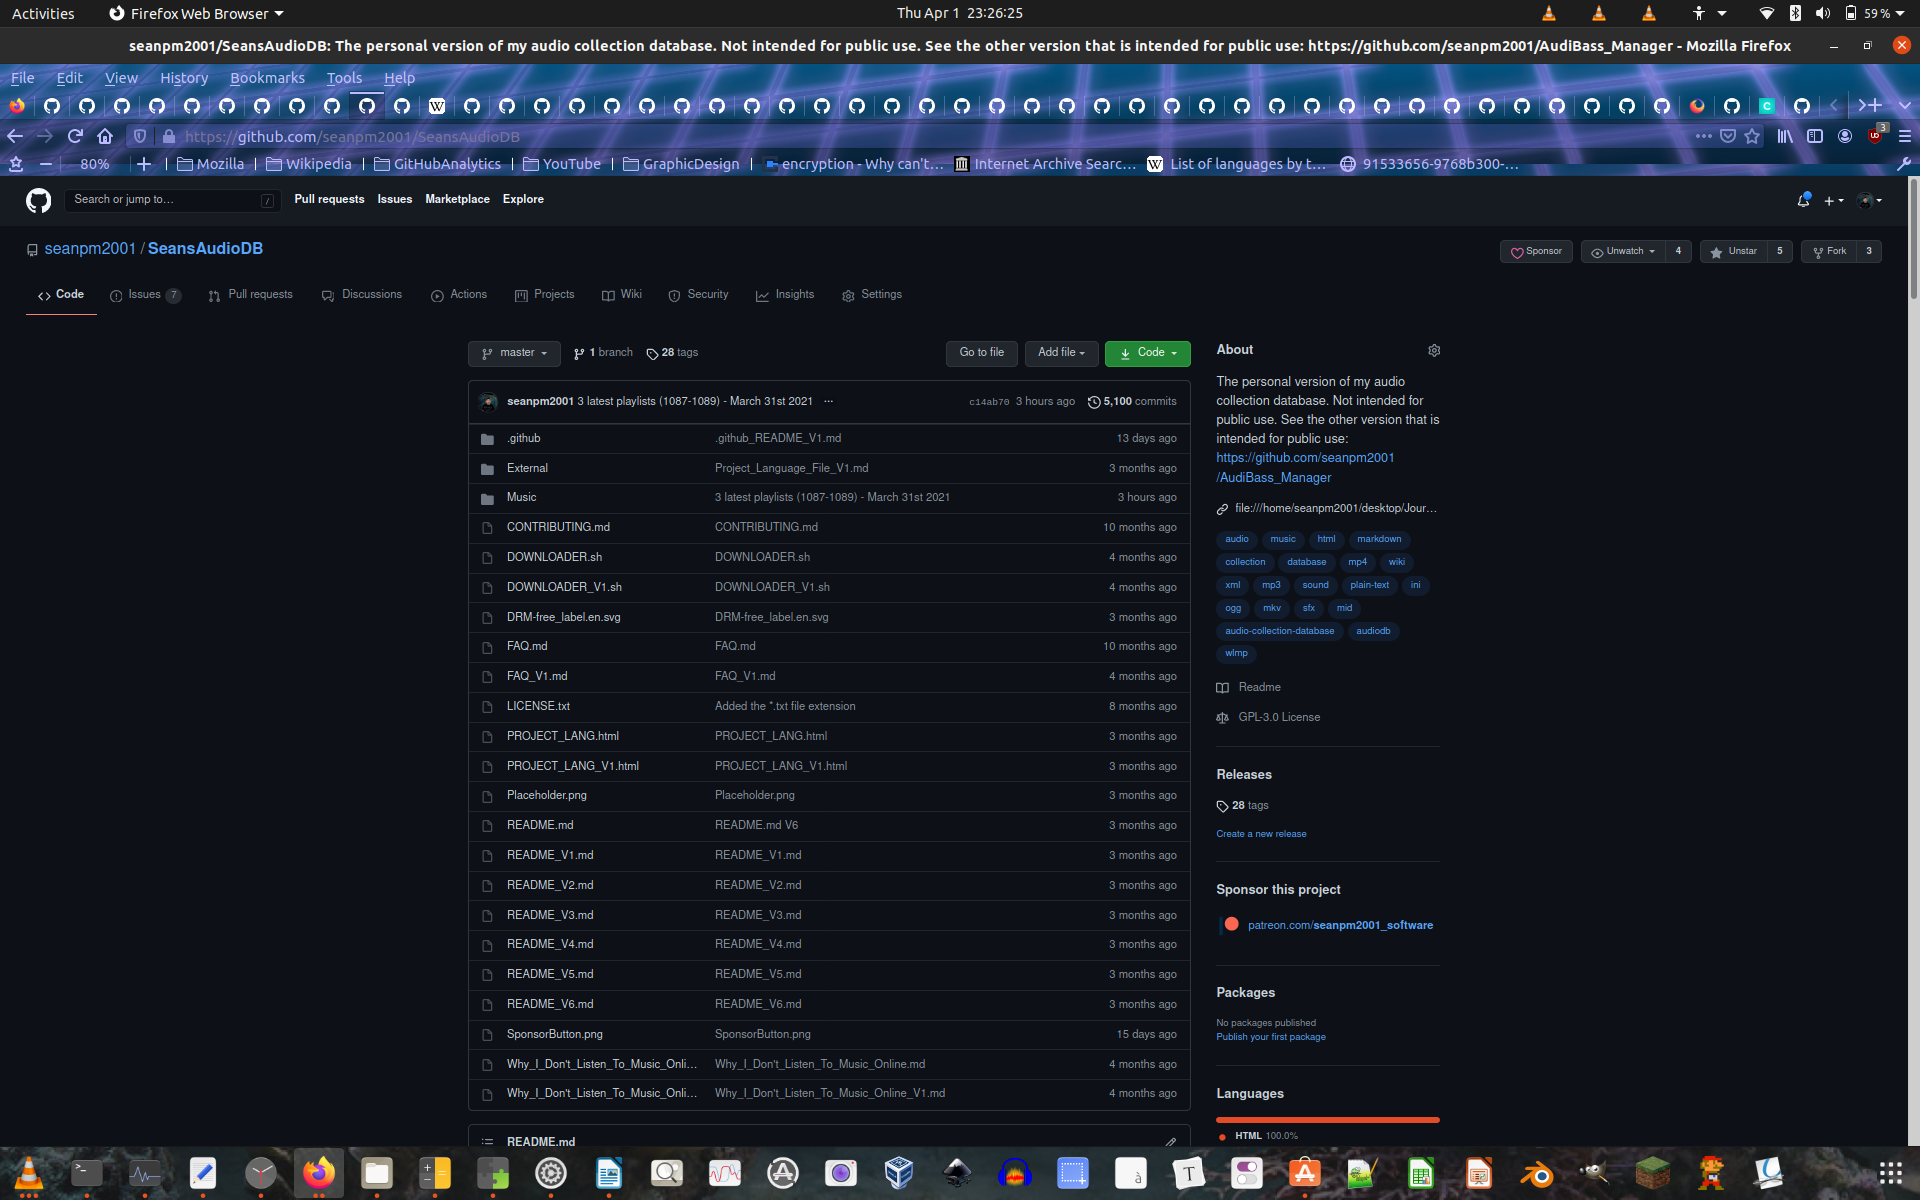 Activities
Firefox Web Browser
Thu Apr 1 23:26:25
59 %
seanpm2001/SeansAudioDB: The personal version of my audio collection database. Not intended for public use. See the other version that is intended for public use: https://github.com/seanpm2001/AudiBass_Manager - Mozilla Firefox
File Edit View History Bookmarks Tools Help
https://github.com/seanpm2001/SeansAudioDB
3
80%
Mozilla
Wikipedia
GitHubAnalytics
YouTube
GraphicDesign
encryption - Why can't…
Internet Archive Searc…
List of languages by t…
91533656-9768b300-…
Search or jump to…
/
Pull requests Issues Marketplace Explore
seanpm2001 / SeansAudioDB
Sponsor
Unwatch 4
Unstar 5
Fork 3
Code
Issues 7
Pull requests
Discussions
Actions
Projects
Wiki
Security
Insights
Settings
master
1 branch
28 tags
Go to file
Add file
Code
seanpm2001 3 latest playlists (1087-1089) - March 31st 2021 ...
c14ab70 3 hours ago
5,100 commits
.github .github_README_V1.md 13 days ago
External Project_Language_File_V1.md 3 months ago
Music 3 latest playlists (1087-1089) - March 31st 2021 3 hours ago
CONTRIBUTING.md CONTRIBUTING.md 10 months ago
DOWNLOADER.sh DOWNLOADER.sh 4 months ago
DOWNLOADER_V1.sh DOWNLOADER_V1.sh 4 months ago
DRM-free_label.en.svg DRM-free_label.en.svg 3 months ago
FAQ.md FAQ.md 10 months ago
FAQ_V1.md FAQ_V1.md 4 months ago
LICENSE.txt Added the *.txt file extension 8 months ago
PROJECT_LANG.html PROJECT_LANG.html 3 months ago
PROJECT_LANG_V1.html PROJECT_LANG_V1.html 3 months ago
Placeholder.png Placeholder.png 3 months ago
README.md README.md V6 3 months ago
README_V1.md README_V1.md 3 months ago
README_V2.md README_V2.md 3 months ago
README_V3.md README_V3.md 3 months ago
README_V4.md README_V4.md 3 months ago
README_V5.md README_V5.md 3 months ago
README_V6.md README_V6.md 3 months ago
SponsorButton.png SponsorButton.png 15 days ago
Why_I_Don't_Listen_To_Music_Onli… Why_I_Don't_Listen_To_Music_Online.md 4 months ago
Why_I_Don't_Listen_To_Music_Onli… Why_I_Don't_Listen_To_Music_Online_V1.md 4 months ago
README.md
About
The personal version of my audio
collection database. Not intended for
public use. See the other version that is
intended for public use:
https://github.com/seanpm2001
/AudiBass_Manager
file:///home/seanpm2001/desktop/Jour…
audio music html markdown
collection database mp4 wiki
xml mp3 sound plain-text ini
ogg mkv sfx mid
audio-collection-database audiodb
wlmp
Readme
GPL-3.0 License
Releases
28 tags
Create a new release
Sponsor this project
patreon.com/seanpm2001_software
Packages
No packages published
Publish your first package
Languages
HTML 100.0%